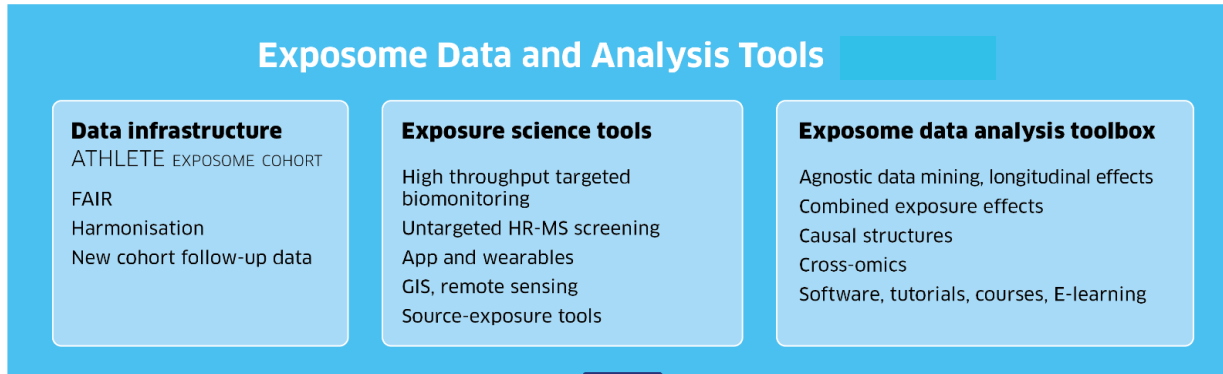 Exposome Data and Analysis Tools
Data infrastructure
ATHLETE EXPOSOME COHORT
FAIR
Harmonisation
New cohort follow-up data
Exposure science tools
High throughput targeted
biomonitoring
Untargeted HR-MS screening
App and wearables
GIS, remote sensing
Source-exposure tools
Exposome data analysis toolbox
Agnostic data mining, longitudinal effects
Combined exposure effects
Causal structures
Cross-omics
Software, tutorials, courses, E-learning